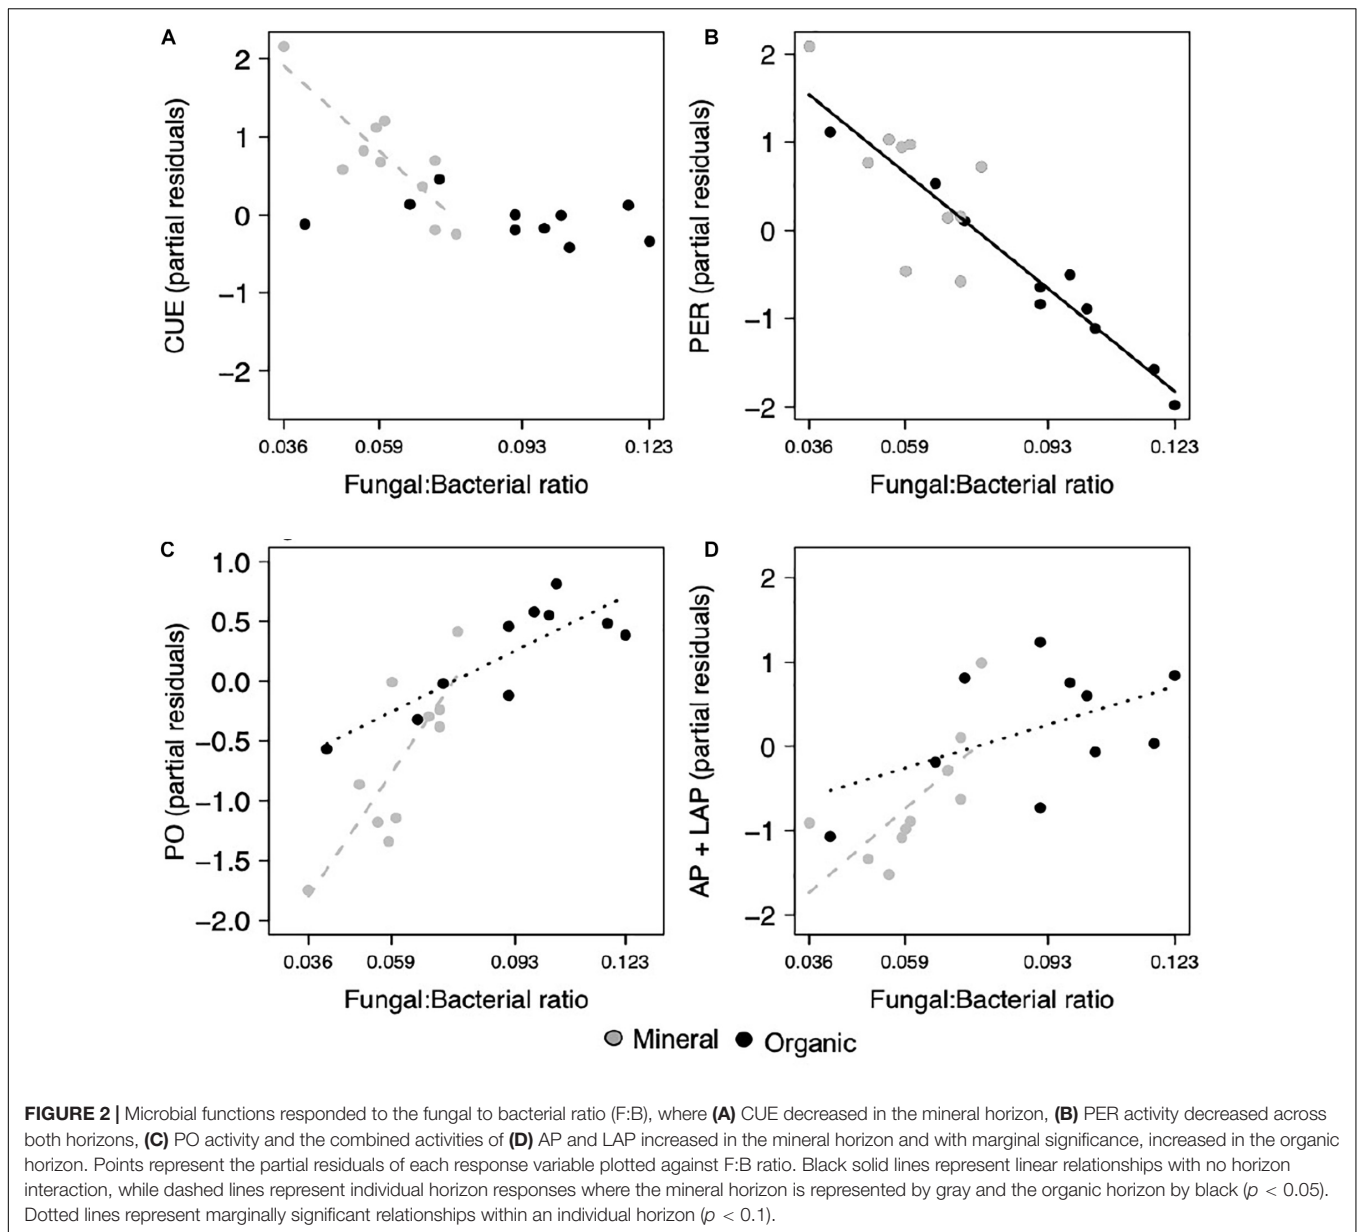 A
2
1
0
−1
−2
CUE (partial residuals)
0.036 0.059 0.093 0.123
Fungal:Bacterial ratio
B
2
1
0
−1
−2
PER (partial residuals)
0.036 0.059 0.093 0.123
Fungal:Bacterial ratio
C
1.0
0.5
0.0
−0.5
−1.0
−1.5
−2.0
PO (partial residuals)
0.036 0.059 0.093 0.123
Fungal:Bacterial ratio
D
2
1
0
−1
−2
AP + LAP (partial residuals)
0.036 0.059 0.093 0.123
Fungal:Bacterial ratio
Mineral Organic
FIGURE 2 | Microbial functions responded to the fungal to bacterial ratio (F:B), where (A) CUE decreased in the mineral horizon, (B) PER activity decreased across
both horizons, (C) PO activity and the combined activities of (D) AP and LAP increased in the mineral horizon and with marginal significance, increased in the organic
horizon. Points represent the partial residuals of each response variable plotted against F:B ratio. Black solid lines represent linear relationships with no horizon
interaction, while dashed lines represent individual horizon responses where the mineral horizon is represented by gray and the organic horizon by black (p < 0.05).
Dotted lines represent marginally significant relationships within an individual horizon (p < 0.1).